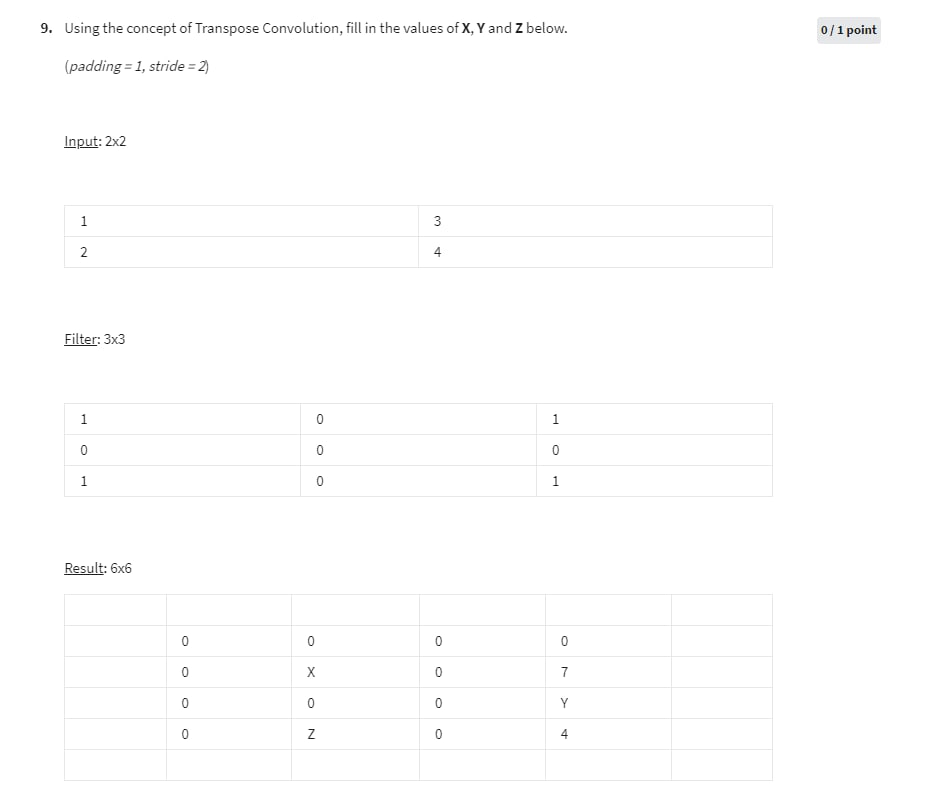 9. Using the concept of Transpose Convolution, fill in the values of X, Y and Z below.
0 / 1 point
(padding = 1, stride = 2)
Input: 2x2
1 3
2 4
Filter: 3x3
1 0 1
0 0 0
1 0 1
Result: 6x6
0 0 0 0
0 X 0 7
0 0 0 Y
0 Z 0 4